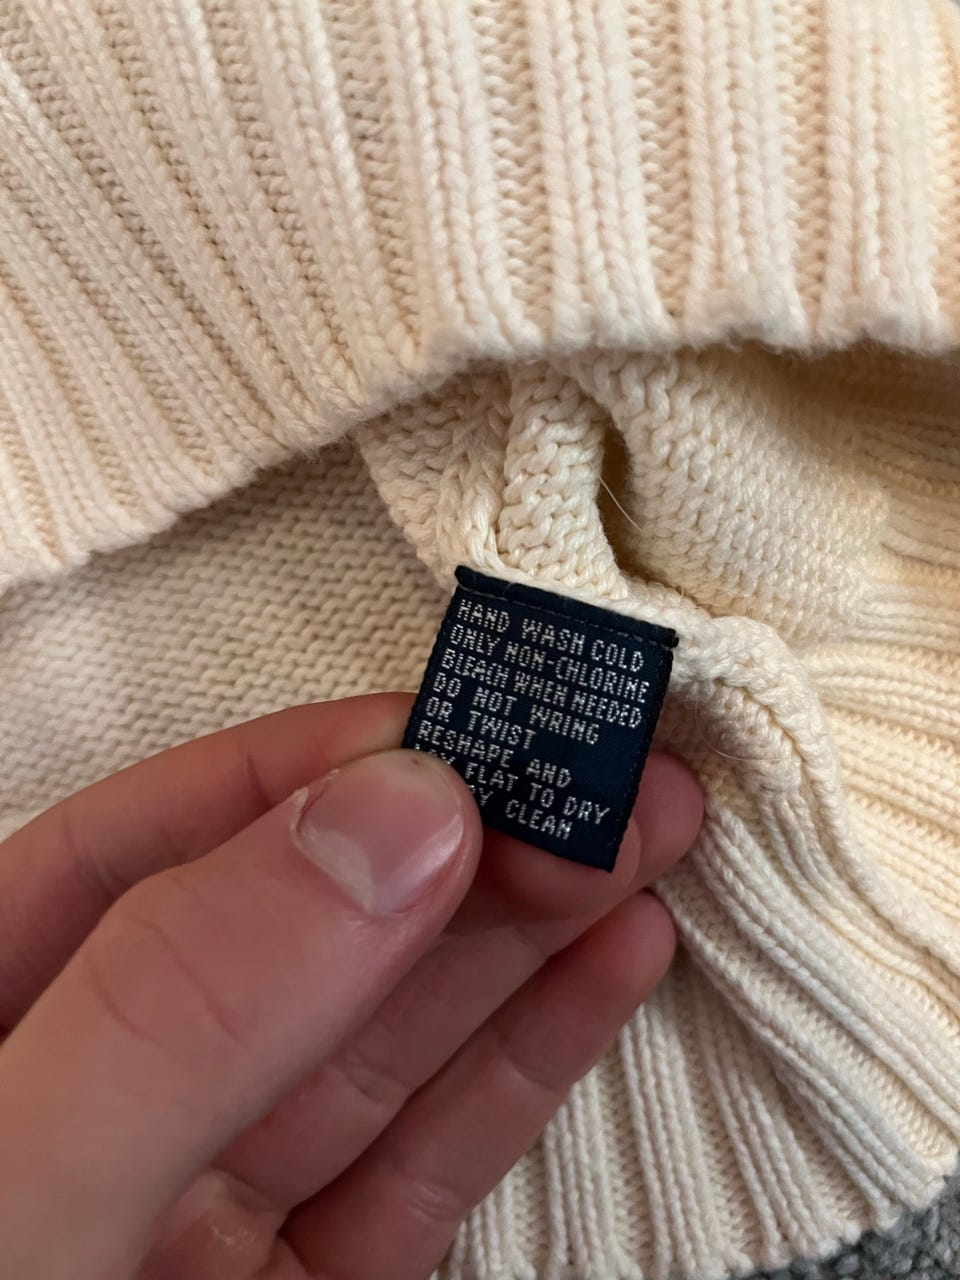 HAND WASH COLD
ONLY NON-CHLORINE
BLEACH WHEN NEEDED
DO NOT WRING
OR TWIST
RESHAPE AND
FLAT TO DRY
CLEAN